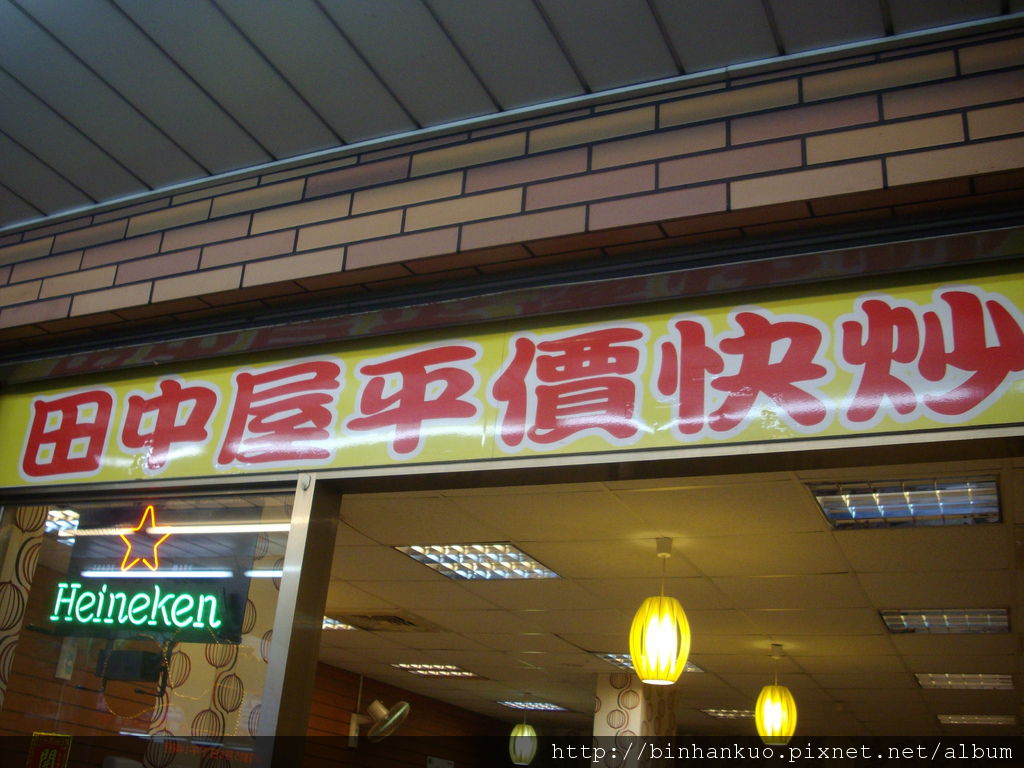 田中屋平價快炒
Heineken
http://binhankuo.pixnet.net/album